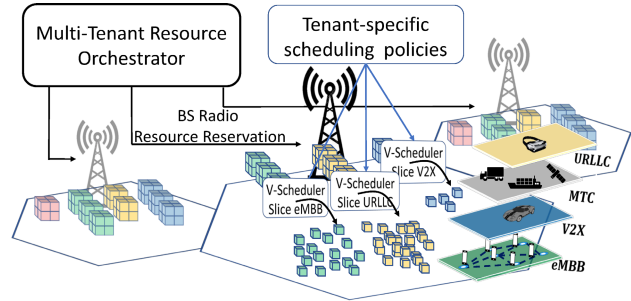 Multi-Tenant Resource
Orchestrator
Tenant-specific
scheduling policies
BS Radio
Resource Reservation
V-Scheduler
Slice eMBB
V-Scheduler
Slice URLLC
V-Scheduler
Slice V2X
URLLC
MTC
V2X
eMBB